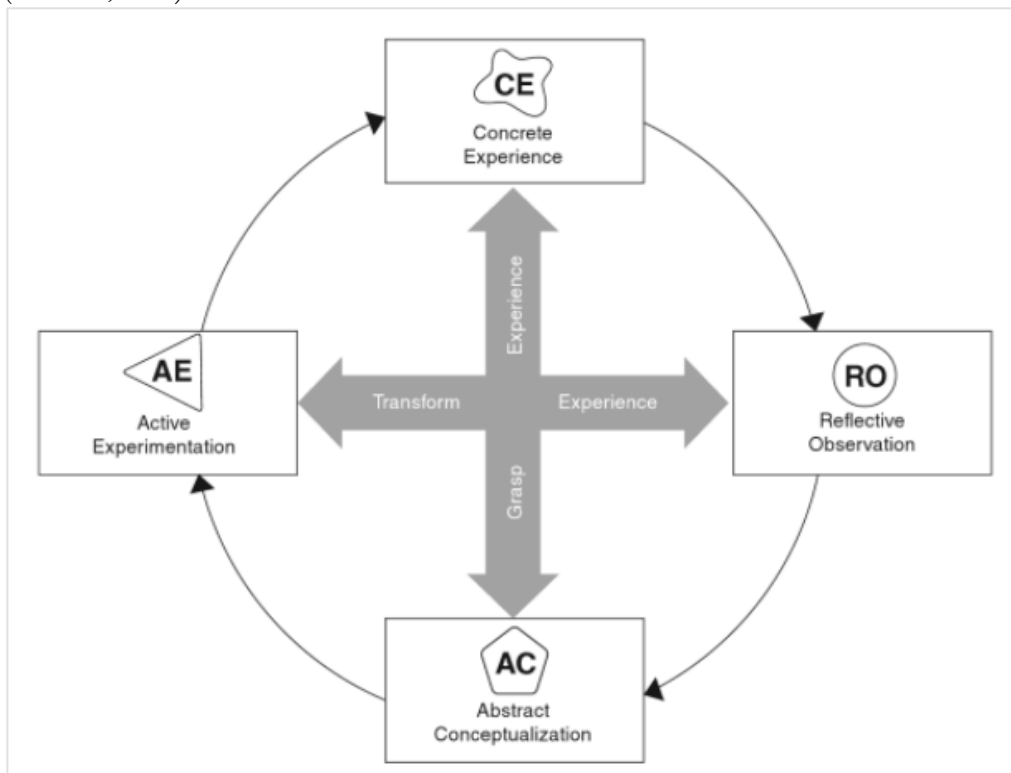 CE
Concrete
Experience
Experience
AE
Active
Experimentation
Transform
Experience
RO
Reflective
Observation
Grasp
AC
Abstract
Conceptualization